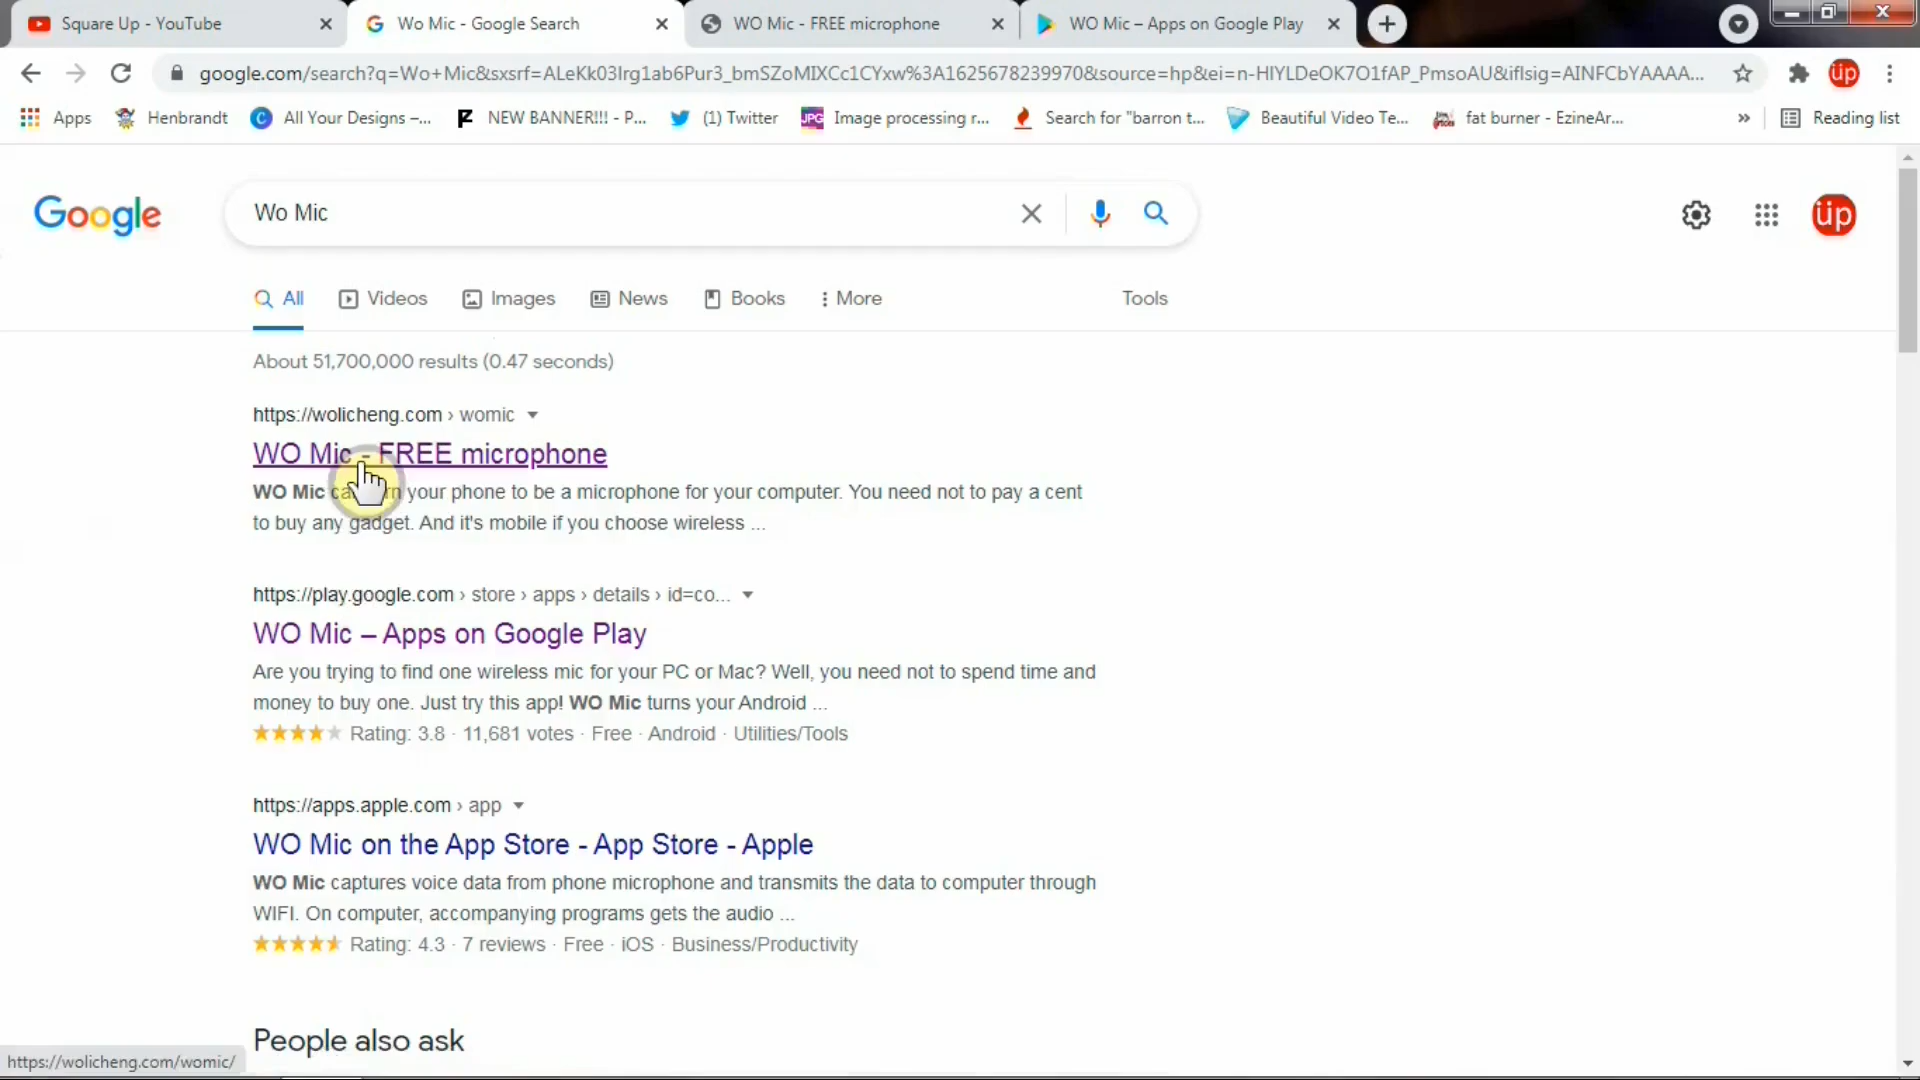 Square Up - YouTube
Wo Mic - Google Search
WO Mic - FREE microphone
WO Mic – Apps on Google Play
google.com/search?q=Wo+Mic&sxsrf=ALeKk03Irg1ab6Pur3_bmSZoMIXCc1CYxw%3A1625678239970&source=hp&ei=n-HIYLDeOK7O1fAP_PmsoAU&iflsig=AINFCbYAAAA...
üp
Apps
Henbrandt
All Your Designs –...
NEW BANNER!!! - P...
(1) Twitter
JPG Image processing r...
Search for "barron t...
Beautiful Video Te...
fat burner - EzineAr...
»
Reading list
Google
Wo Mic
üp
All
Videos
Images
News
Books
More
Tools
About 51,700,000 results (0.47 seconds)
https://wolicheng.com › womic
WO Mic - FREE microphone
WO Mic your phone to be a microphone for your computer. You need not to pay a cent
to buy any gadget. And it's mobile if you choose wireless ...
https://play.google.com › store › apps › details › id=co...
WO Mic – Apps on Google Play
Are you trying to find one wireless mic for your PC or Mac? Well, you need not to spend time and
money to buy one. Just try this app! WO Mic turns your Android ...
Rating: 3.8 · 11,681 votes · Free · Android · Utilities/Tools
https://apps.apple.com › app
WO Mic on the App Store - App Store - Apple
WO Mic captures voice data from phone microphone and transmits the data to computer through
WIFI. On computer, accompanying programs gets the audio ...
Rating: 4.3 · 7 reviews · Free · iOS · Business/Productivity
People also ask
https://wolicheng.com/womic/